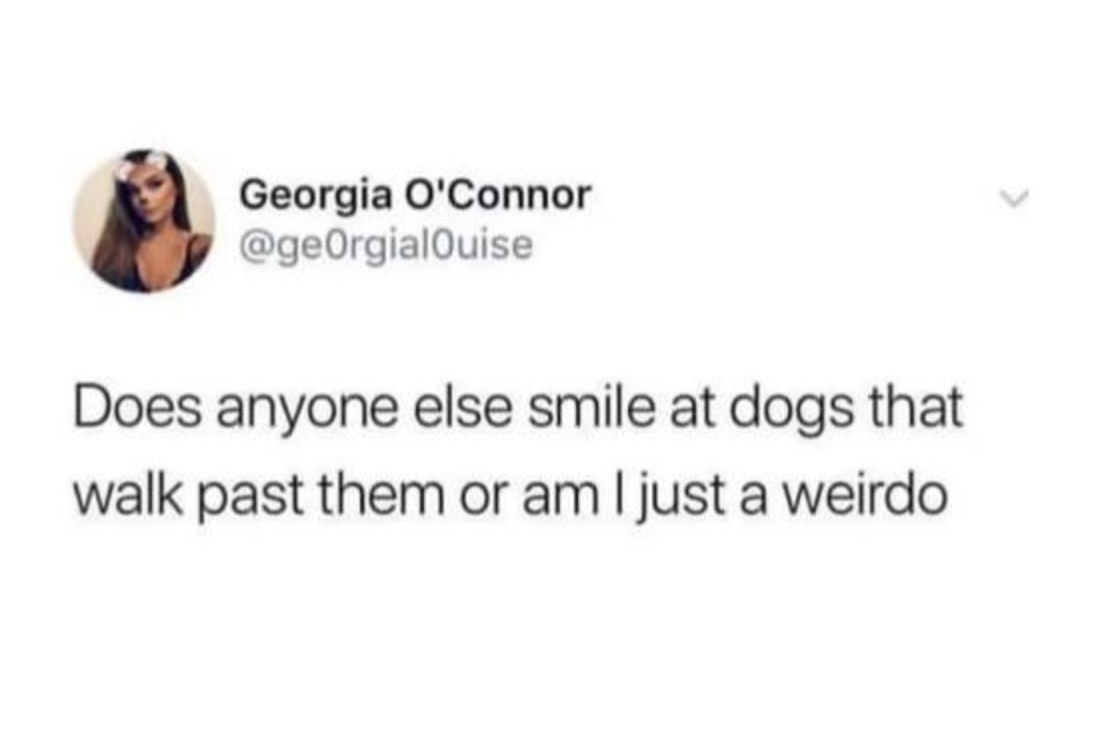 Georgia O'Connor
@ge0rgial0uise
Does anyone else smile at dogs that
walk past them or am I just a weirdo